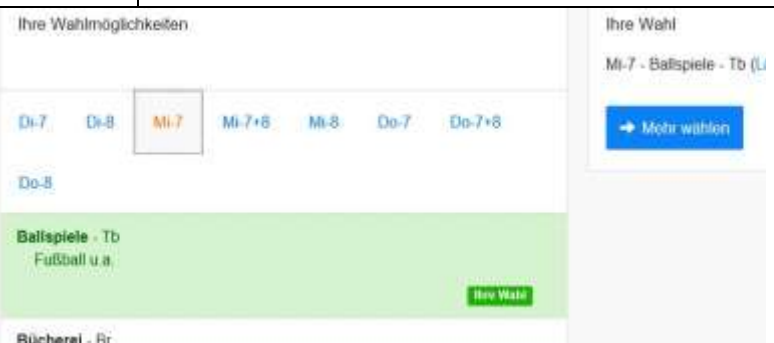 Ihre Wahlmöglichkeiten
Di-7 Di-8 Mi-7 Mi-7+8 Mi-8 Do-7 Do-7+8
Do-8
Ballspiele - Tb
Fußball u.a.
Ihre Wahl
Bücherei - Br
Ihre Wahl
Mi-7 - Ballspiele - Tb (
➔ Mehr wählen